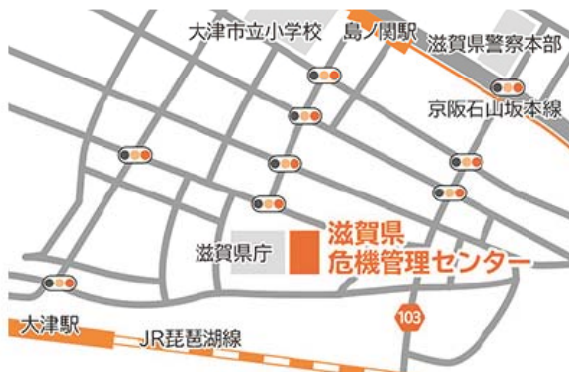 大津市立小学校
島ノ関駅
滋賀県警察本部
京阪石山坂本線
滋賀県庁
滋賀県
危機管理センター
103
大津駅
JR琵琶湖線